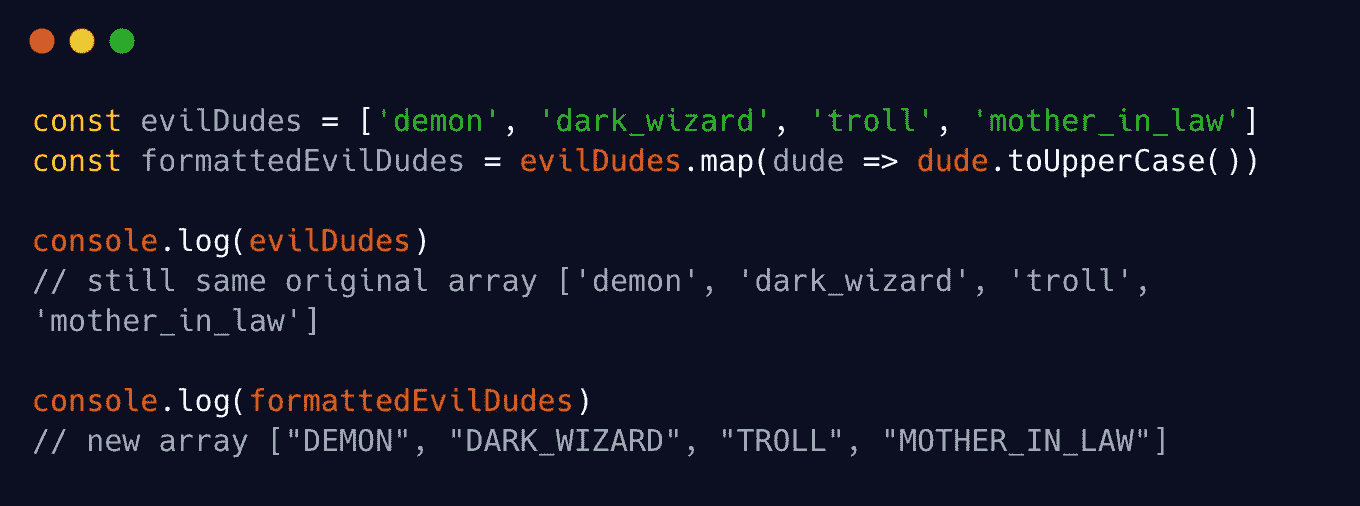 const evilDudes = ['demon', 'dark_wizard', 'troll', 'mother_in_law']
const formattedEvilDudes = evilDudes.map(dude => dude.toUpperCase())
console.log(evilDudes)
// still same original array ['demon', 'dark_wizard', 'troll',
'mother_in_law']
console.log(formattedEvilDudes)
// new array ["DEMON", "DARK_WIZARD", "TROLL", "MOTHER_IN_LAW"]